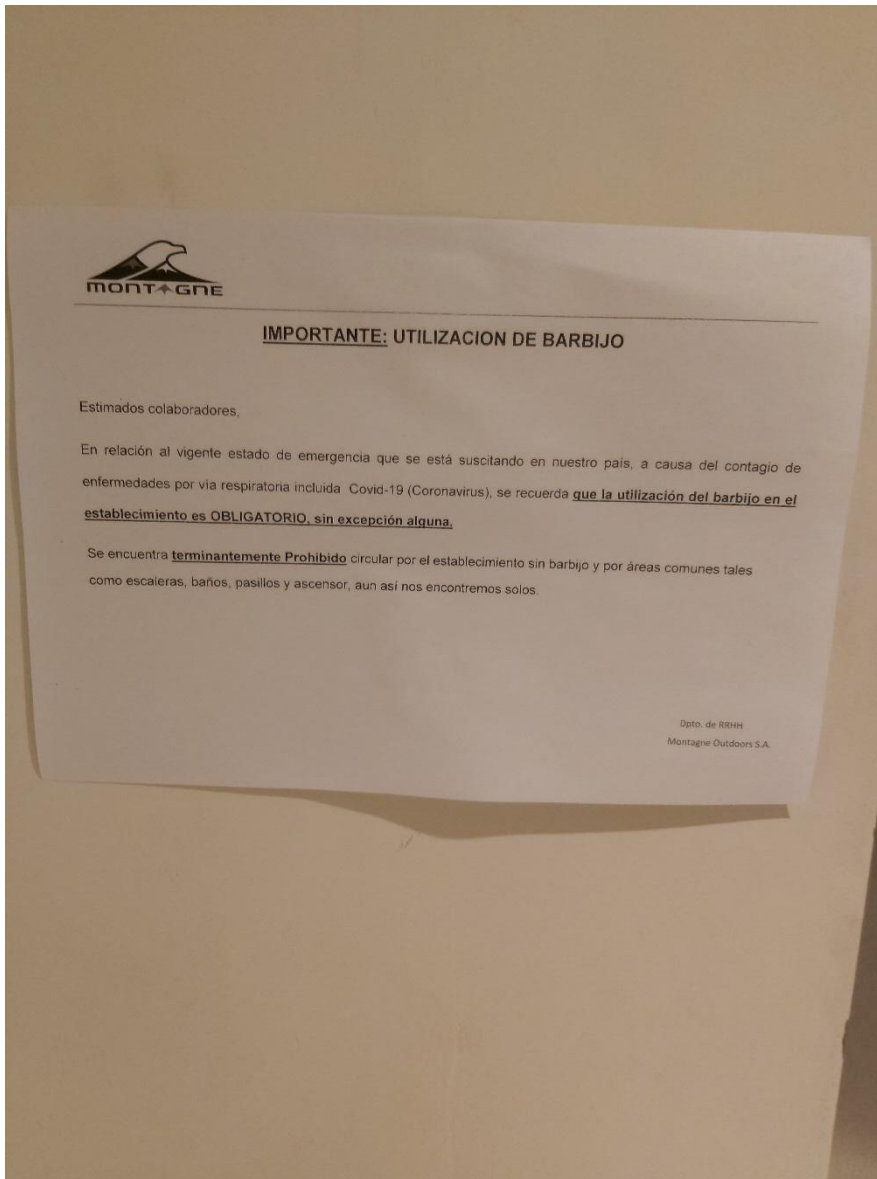 MONTAGNE
IMPORTANTE: UTILIZACION DE BARBIJO
Estimados colaboradores,
En relación al vigente estado de emergencia que se está suscitando en nuestro país, a causa del contagio de
enfermedades por vía respiratoria incluida Covid-19 (Coronavirus), se recuerda que la utilización del barbijo en el
establecimiento es OBLIGATORIO, sin excepción alguna.
Se encuentra terminantemente Prohibido circular por el establecimiento sin barbijo y por áreas comunes tales
como escaleras, baños, pasillos y ascensor, aun así nos encontremos solos.
Dpto. de RRHH
Montagne Outdoors S.A.